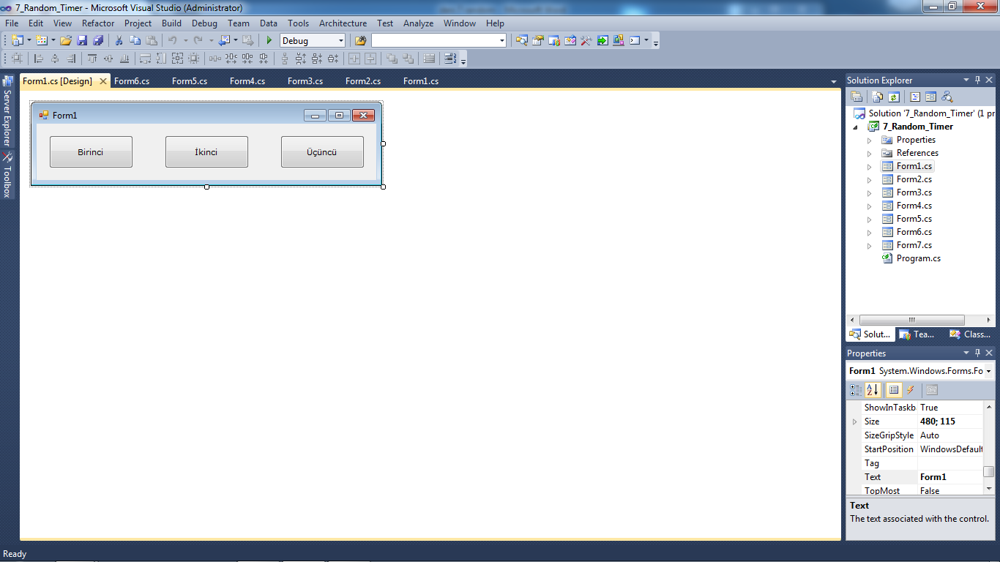 7_Random_Timer - Microsoft Visual Studio (Administrator)
File Edit View Refactor Project Build Debug Team Data Tools Architecture Test Analyze Window Help
Debug
Form1.cs [Design] Form6.cs Form5.cs Form4.cs Form3.cs Form2.cs Form1.cs
Server Explorer
Toolbox
Form1
Birinci İkinci Üçüncü
Solution Explorer
Solution '7_Random_Timer' (1 pr
7_Random_Timer
Properties
References
Form1.cs
Form2.cs
Form3.cs
Form4.cs
Form5.cs
Form6.cs
Form7.cs
Program.cs
Solut... Tea... Class...
Properties
Form1 System.Windows.Forms.Fo
ShowInTaskb True
Size 480; 115
SizeGripStyle Auto
StartPosition WindowsDefault
Tag
Text Form1
TopMost False
Text
The text associated with the control.
Ready